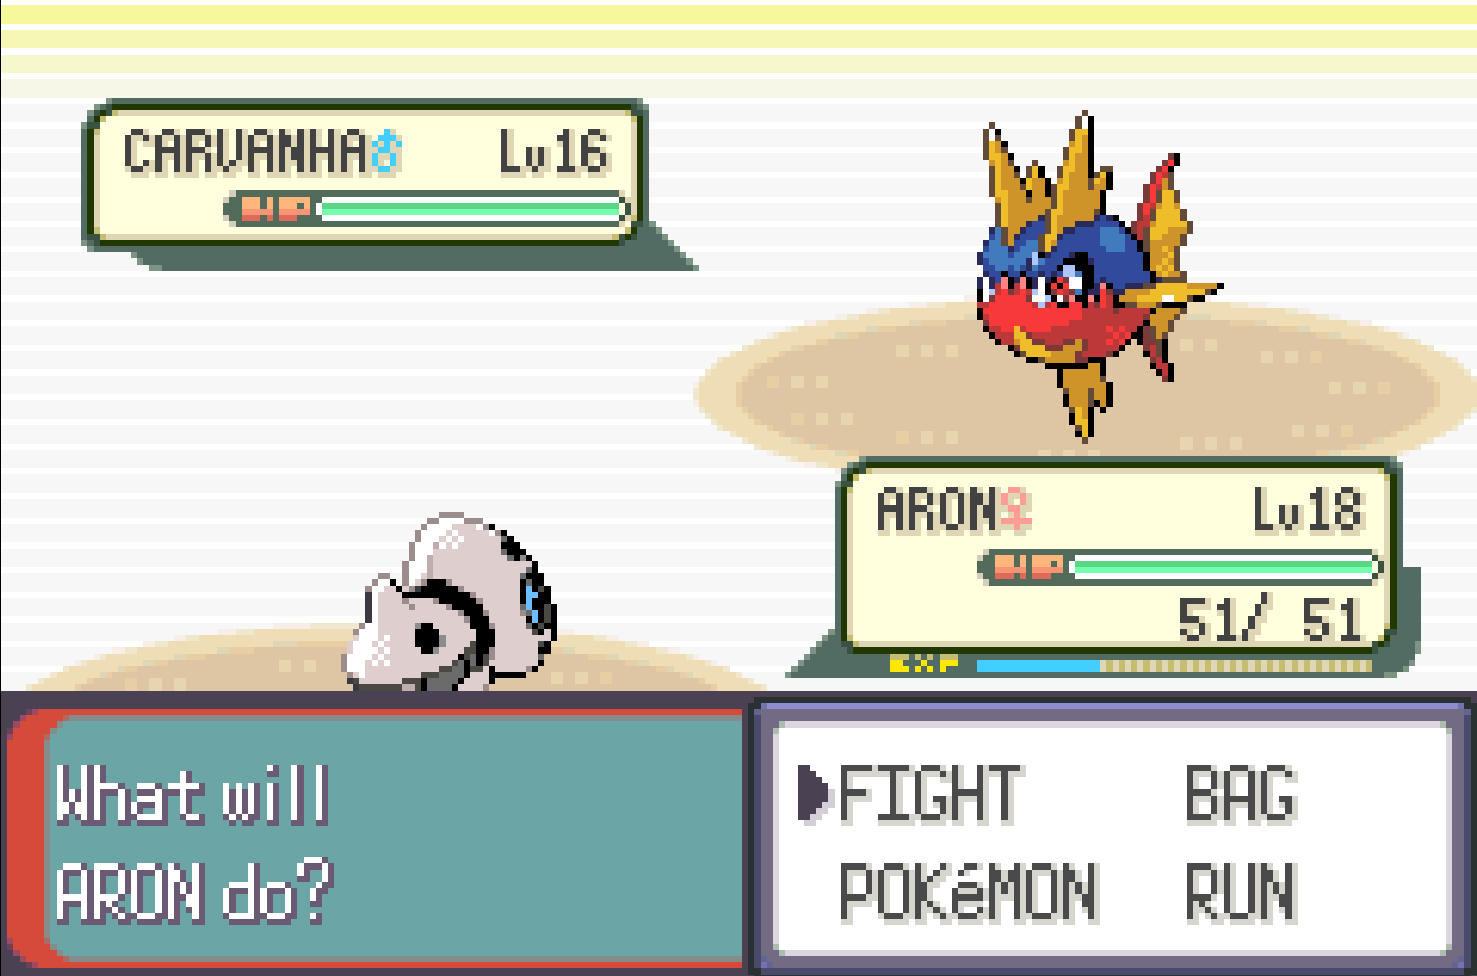 CARVANHA♂ Lv16
HP
ARON♀ Lv18
HP
51/ 51
EXP
What will
ARON do?
▶FIGHT BAG
POKéMON RUN